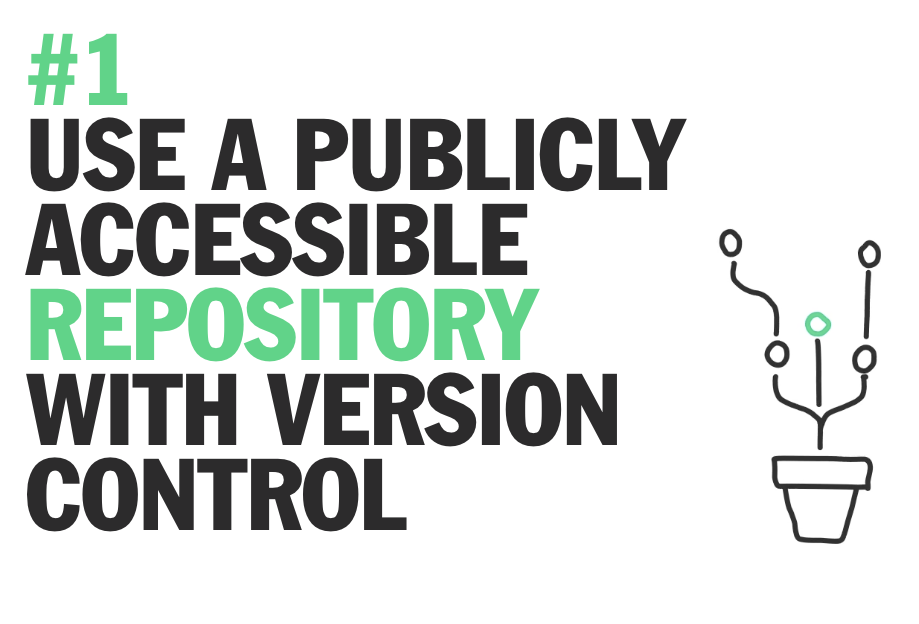 #1
USE A PUBLICLY
ACCESSIBLE
REPOSITORY
WITH VERSION
CONTROL